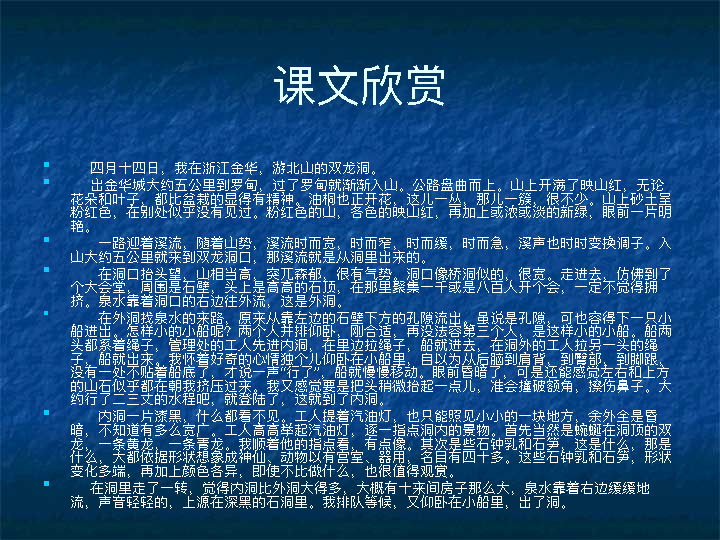 课文欣赏
四月十四日，我在浙江金华，游北山的双龙洞。
出金华城大约五公里到罗甸，过了罗甸就渐渐入山。公路盘曲而上。山上开满了映山红，无论
花朵和叶子，都比盆栽的显得有精神。油桐也正开花，这儿一丛，那儿一簇，很不少。山上砂土呈
粉红色，在别处似乎没有见过。粉红色的山，各色的映山红，再加上或浓或淡的新绿，眼前一片明
艳。
一路迎着溪流，随着山势，溪流时而宽，时而窄，时而缓，时而急，溪声也时时变换调子。入
山大约五公里就来到双龙洞口，那溪流就是从洞里出来的。
在洞口抬头望，山相当高，突兀森郁，很有气势。洞口像桥洞似的，很宽。走进去，仿佛到了
个大会堂，周围是石壁，头上是高高的石顶，在那里聚集一千或是八百人开个会，一定不觉得拥
挤。泉水靠着洞口的右边往外流，这是外洞。
在外洞找泉水的来路，原来从靠左边的石壁下方的孔隙流出。虽说是孔隙，可也容得下一只小
船进出。怎样小的小船呢？两个人并排仰卧，刚合适，再没法容第三个人，是这样小的小船。船两
头都系着绳子，管理处的工人先进内洞，在里边拉绳子，船就进去，在洞外的工人拉另一头的绳
子，船就出来。我怀着好奇的心情独个儿仰卧在小船里，自以为从后脑到肩背，到臀部，到脚跟，
没有一处不贴着船底了，才说一声“行了”，船就慢慢移动。眼前昏暗了，可是还能感觉左右和上方
的山石似乎都在朝我挤压过来。我又感觉要是把头稍微抬起一点儿，准会撞破额角，擦伤鼻子。大
约行了二三丈的水程吧，就登陆了，这就到了内洞。
内洞一片漆黑，什么都看不见。工人提着汽油灯，也只能照见小小的一块地方，余外全是昏
暗，不知道有多么宽广。工人高高举起汽油灯，逐一指点洞内的景物。首先当然是蜿蜒在洞顶的双
龙，一条黄龙，一条青龙。我顺着他的指点看，有点像。其次是些石钟乳和石笋，这是什么，那是
什么，大都依据形状想象成神仙、动物以有宫室、器用，名目有四十多。这些石钟乳和石笋，形状
变化多端，再加上颜色各异，即使不比做什么，也很值得观赏。
在洞里走了一转，觉得内洞比外洞大得多，大概有十来间房子那么大，泉水靠着右边缓缓地
流，声音轻轻的，上源在深黑的石洞里。我排队等候，又仰卧在小船里，出了洞。